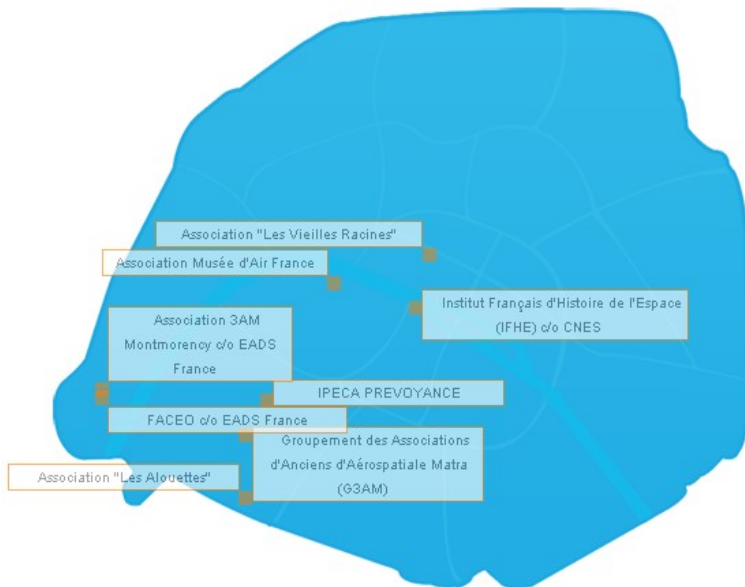 Association "Les Vieilles Racines"
Association Musée d'Air France
Institut Français d'Histoire de l'Espace
(IFHE) c/o CNES
Association 3AM
Montmorency c/o EADS
France
IPECA PREVOYANCE
FACEO c/o EADS France
Groupement des Associations
d'Anciens d'Aérospatiale Matra
(G3AM)
Association "Les Alouettes"